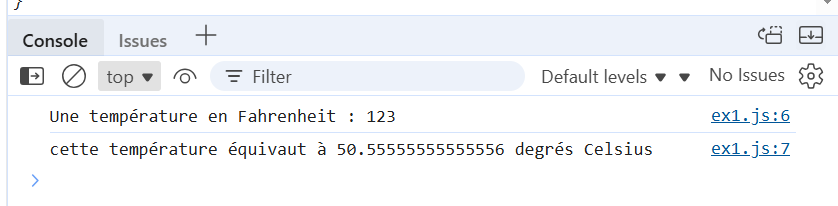 }
Console Issues
top Filter Default levels No Issues
Une température en Fahrenheit : 123 ex1.js:6
cette température équivaut à 50.55555555555556 degrés Celsius ex1.js:7
>